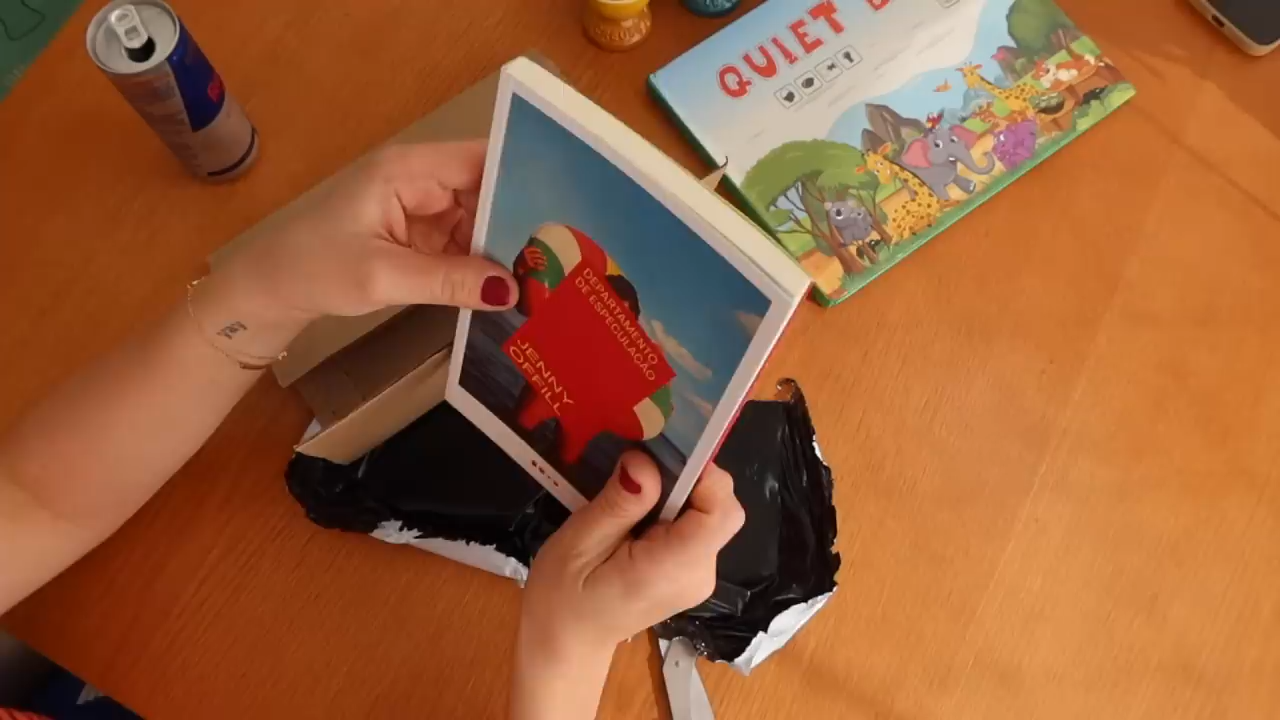 QUIET B
DEPARTAMENTO
DE ESPECULAÇÃO
JENNY
OFFILL